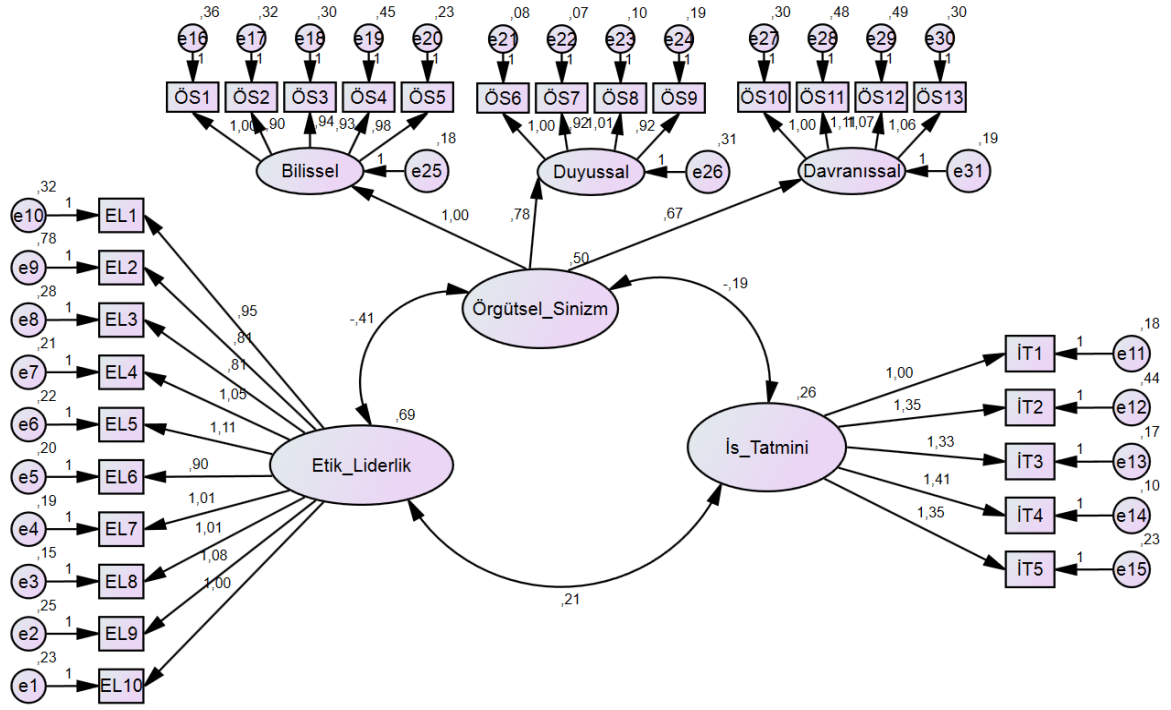 ,36 ,32 ,30 ,45 ,23 ,08 ,07 ,10 ,19 ,30 ,48 ,49 ,30
e16 e17 e18 e19 e20 e21 e22 e23 e24 e27 e28 e29 e30
1 1 1 1 1 1 1 1 1 1 1 1 1
ÖS1 ÖS2 ÖS3 ÖS4 ÖS5 ÖS6 ÖS7 ÖS8 ÖS9 ÖS10 ÖS11 ÖS12 ÖS13
1,00 ,90 ,94 ,93 ,98 1,00 ,92 1,01 ,92 1,00 1,11 1,07 1,06
,18 ,31 ,19
Bilissel 1 e25 Duyussal 1 e26 Davranıssal 1 e31
1,00 ,78 ,67
,50
Örgütsel_Sinizm
-,41 -,19
,32
e10 1 EL1 ,95
,78
e9 1 EL2 ,81
,28
e8 1 EL3 ,81
,21
e7 1 EL4 1,05
,22
e6 1 EL5 1,11
,20
e5 1 EL6 ,90
,19
e4 1 EL7 1,01
,15
e3 1 EL8 1,01
,25
e2 1 EL9 1,08
,23
e1 1 EL10 1,00
,69
Etik_Liderlik
,26
İs_Tatmini
,21
,18
1,00 İT1 1 e11
,44
1,35 İT2 1 e12
,17
1,33 İT3 1 e13
,10
1,41 İT4 1 e14
,23
1,35 İT5 1 e15